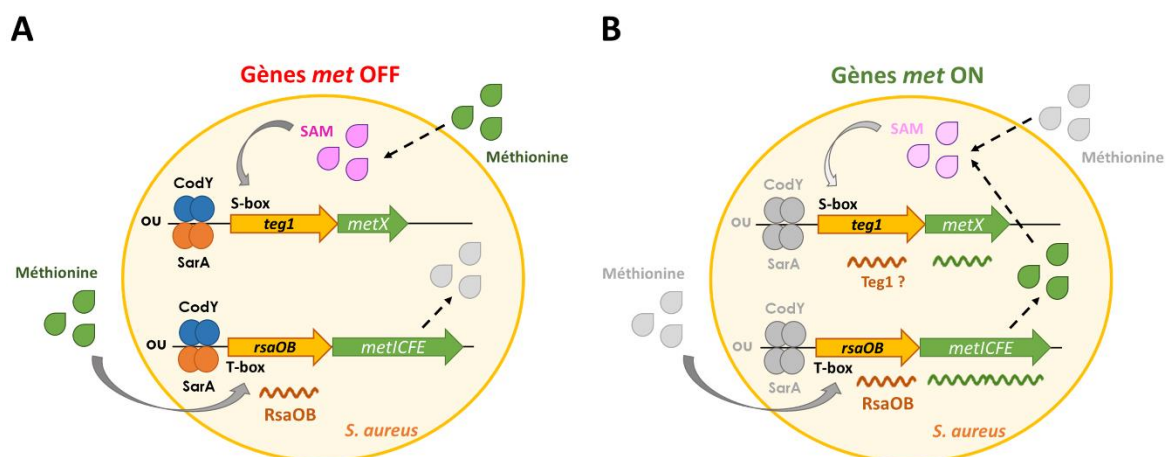 A
Gènes met OFF
SAM
Méthionine
CodY
S-box
OU
teg1
metX
SarA
Méthionine
CodY
OU
rsaOB
metICFE
T-box
SarA
RsaOB
S. aureus
B
Gènes met ON
SAM
Méthionine
CodY
S-box
OU
teg1
metX
SarA
Teg1 ?
Méthionine
CodY
OU
rsaOB
metICFE
T-box
SarA
RsaOB
S. aureus